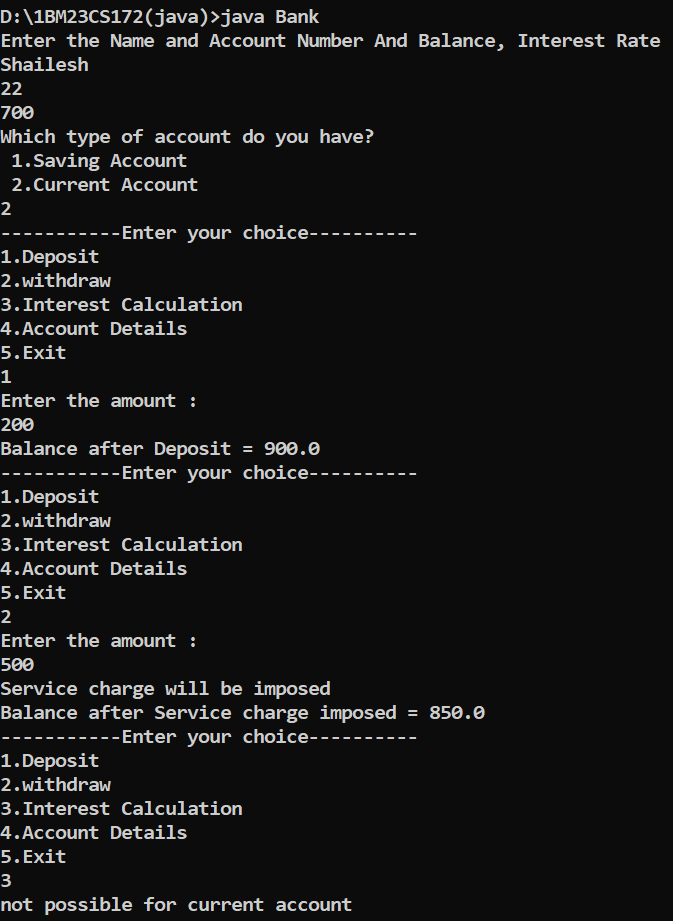 D:\1BM23CS172(java)>java Bank
Enter the Name and Account Number And Balance, Interest Rate
Shailesh
22
700
Which type of account do you have?
 1.Saving Account
 2.Current Account
2
-----------Enter your choice----------
1.Deposit
2.withdraw
3.Interest Calculation
4.Account Details
5.Exit
1
Enter the amount :
200
Balance after Deposit = 900.0
-----------Enter your choice----------
1.Deposit
2.withdraw
3.Interest Calculation
4.Account Details
5.Exit
2
Enter the amount :
500
Service charge will be imposed
Balance after Service charge imposed = 850.0
-----------Enter your choice----------
1.Deposit
2.withdraw
3.Interest Calculation
4.Account Details
5.Exit
3
not possible for current account